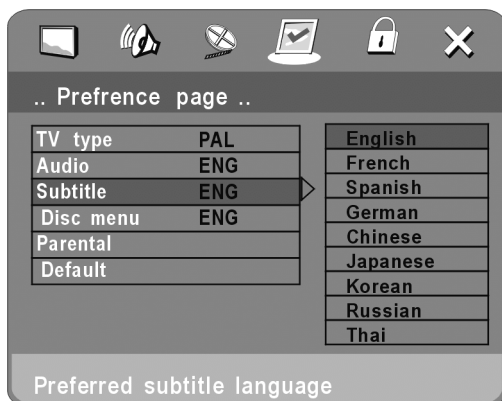 .. Prefrence page ..
TV type PAL
Audio ENG
Subtitle ENG
Disc menu ENG
Parental
Default
English
French
Spanish
German
Chinese
Japanese
Korean
Russian
Thai
Preferred subtitle language